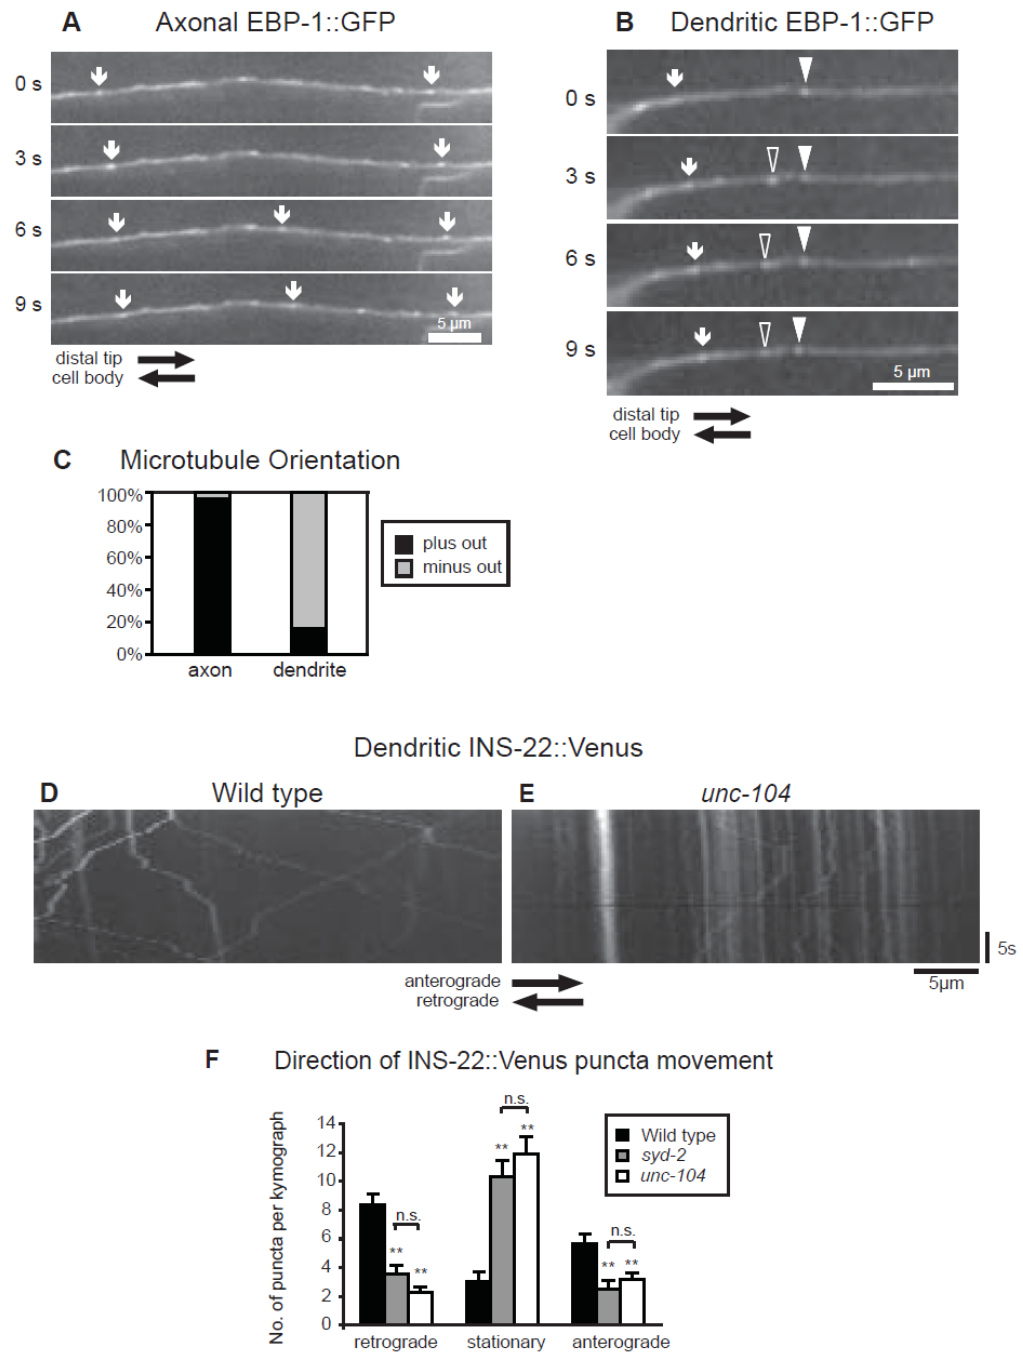 A Axonal EBP-1::GFP
0 s
3 s
6 s
9 s
5 µm
distal tip
cell body
B Dendritic EBP-1::GFP
0 s
3 s
6 s
9 s
5 µm
distal tip
cell body
C Microtubule Orientation
100%
80%
60%
40%
20%
0%
axon dendrite
plus out
minus out
Dendritic INS-22::Venus
D Wild type
E unc-104
5s
5µm
anterograde
retrograde
F Direction of INS-22::Venus puncta movement
No. of puncta per kymograph
14
12
10
8
6
4
2
0
n.s.
** **
n.s.
** **
n.s.
** **
retrograde stationary anterograde
Wild type
syd-2
unc-104